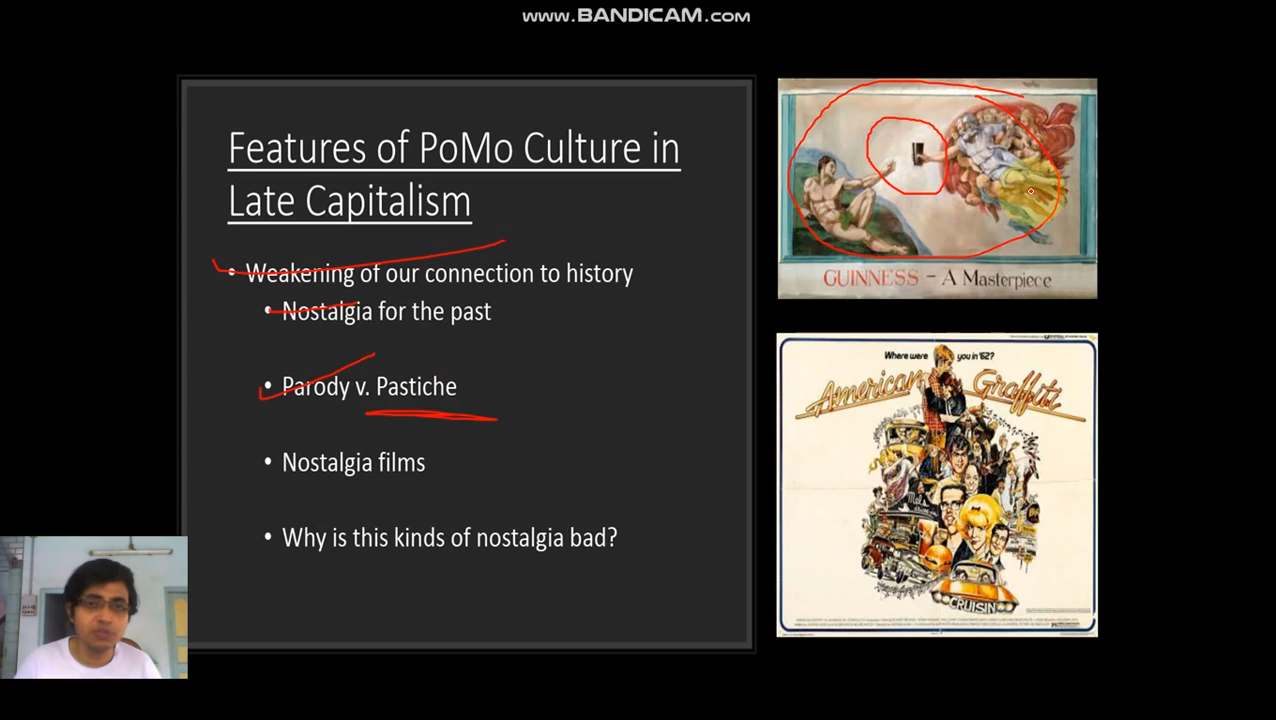 www.BANDICAM.com
Features of PoMo Culture in
Late Capitalism
• Weakening of our connection to history
• Nostalgia for the past
• Parody v. Pastiche
• Nostalgia films
• Why is this kinds of nostalgia bad?
GUINNESS – A Masterpiece
Where were you in '62?
American Graffiti
Mel's
CRUISIN